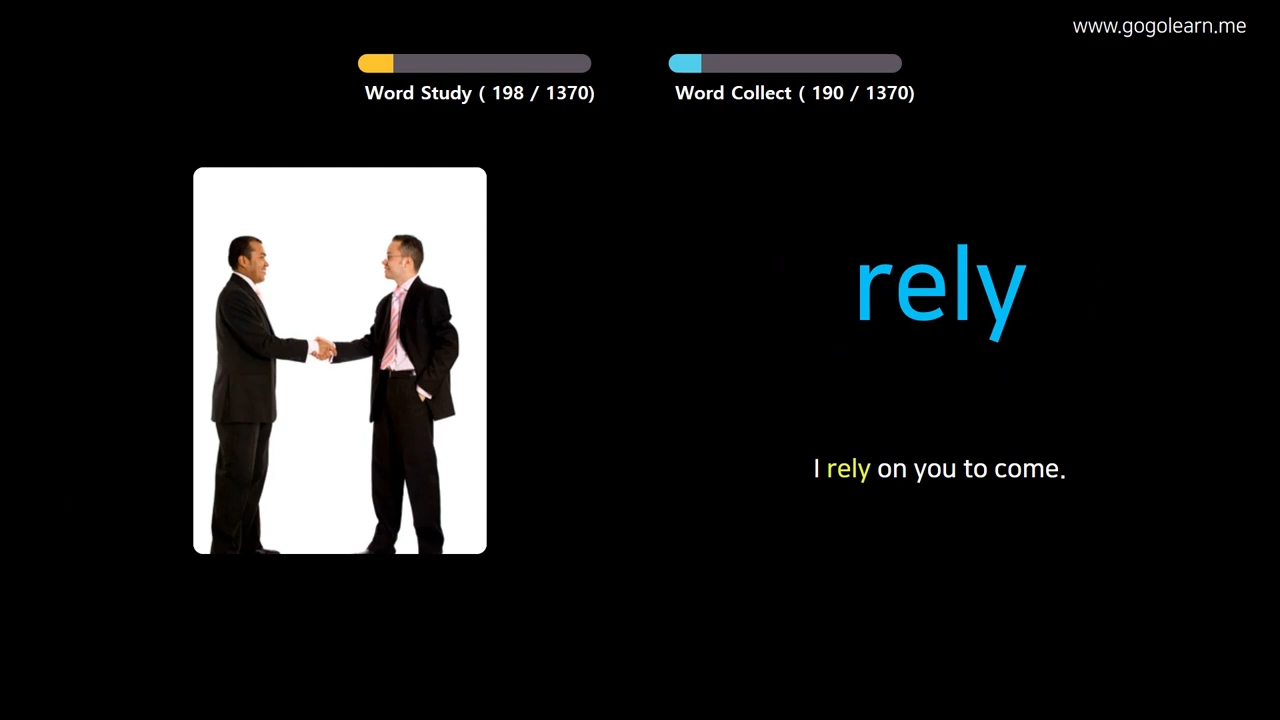 www.gogolearn.me
Word Study ( 198 / 1370)
Word Collect ( 190 / 1370)
rely
I rely on you to come.